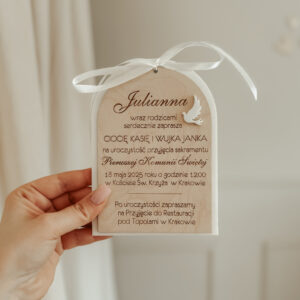 Julianna
wraz rodzicami
serdecznie zaprasza
CIOCIĘ KASIĘ I WUJKA JANKA
na uroczystość przyjęcia sakramentu
Pierwszej Komunii Świętej
18 maja 2025 roku o godzinie 12.00
w Kościele Św. Krzyża w Krakowie
Po uroczystości zapraszamy
na Przyjęcie do Restauracji
pod Topolami w Krakowie